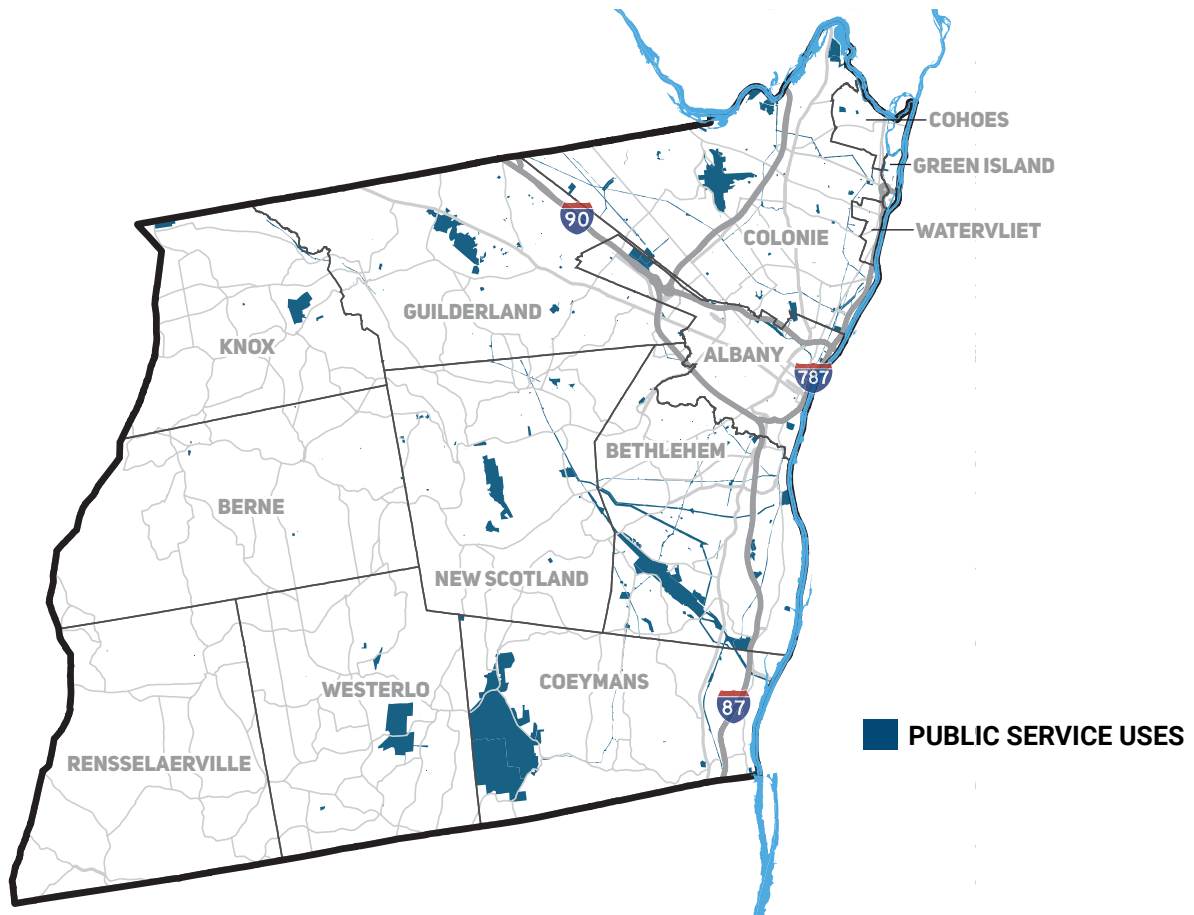 COHOES
GREEN ISLAND
90
WATERVLIET
COLONIE
GUILDERLAND
KNOX
ALBANY
787
BETHLEHEM
BERNE
NEW SCOTLAND
COEYMANS
WESTERLO
87
PUBLIC SERVICE USES
RENSSELAERVILLE